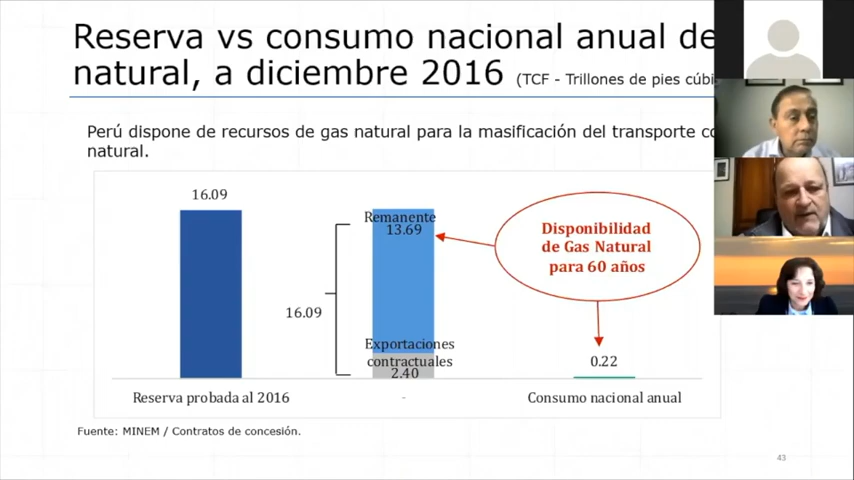 Reserva vs consumo nacional anual de
natural, a diciembre 2016 (TCF - Trillones de pies
Perú dispone de recursos de gas natural para la masificación del transporte
natural.
16.09
Remanente
13.69
Disponibilidad
de Gas Natural
para 60 años
16.09
Exportaciones
contractuales
2.40
0.22
Reserva probada al 2016
-
Consumo nacional anual
Fuente: MINEM / Contratos de concesión.
43